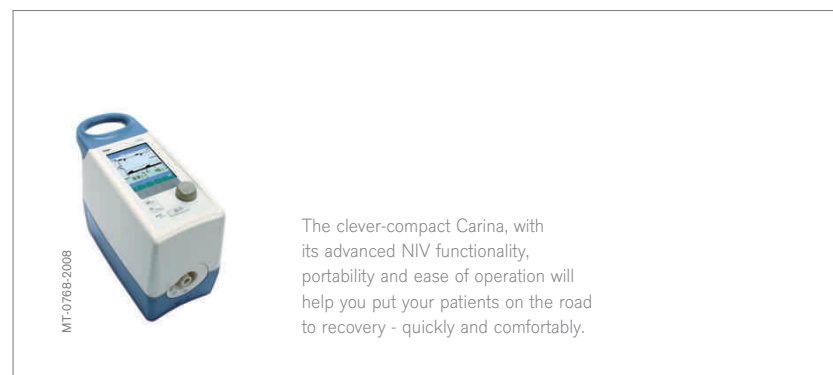 The clever-compact Carina, with
its advanced NIV functionality,
portability and ease of operation will
help you put your patients on the road
to recovery - quickly and comfortably.
MT-0768-2008